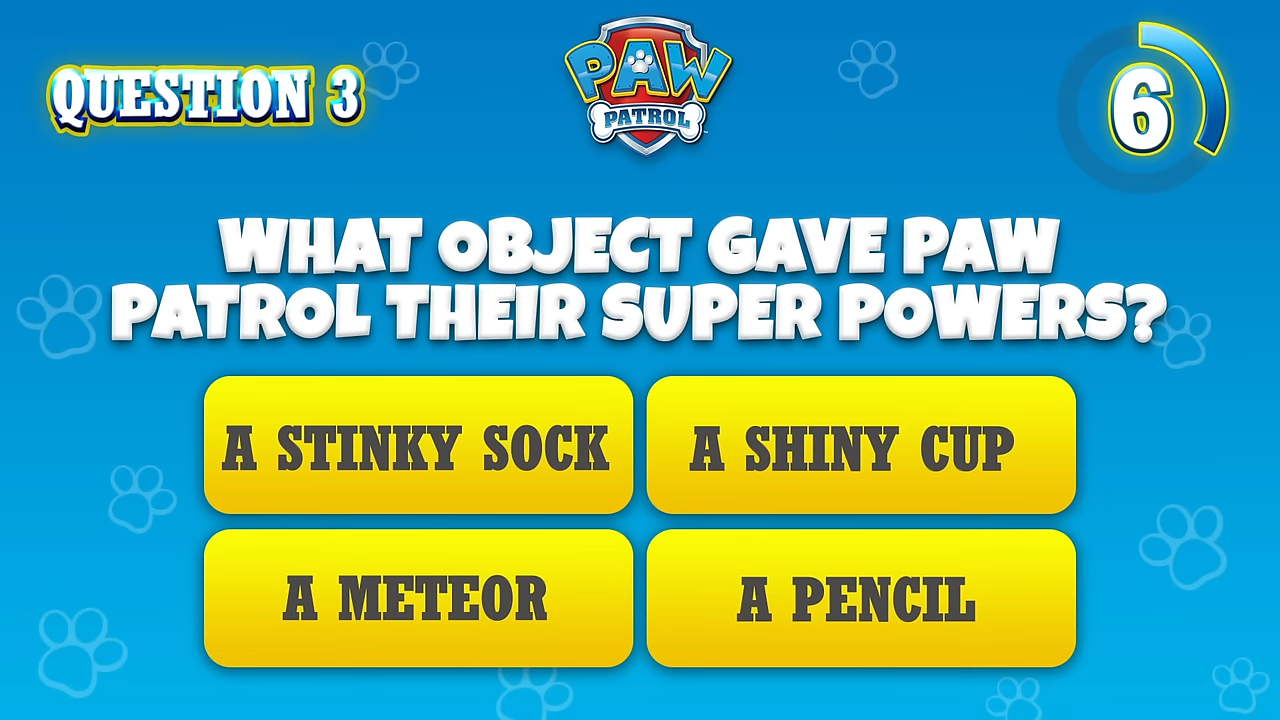 QUESTION 3
PAW
PATROL
6
WHAT OBJECT GAVE PAW
PATROL THEIR SUPER POWERS?
A STINKY SOCK
A SHINY CUP
A METEOR
A PENCIL